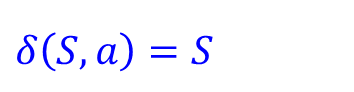 δ(S, a) = S